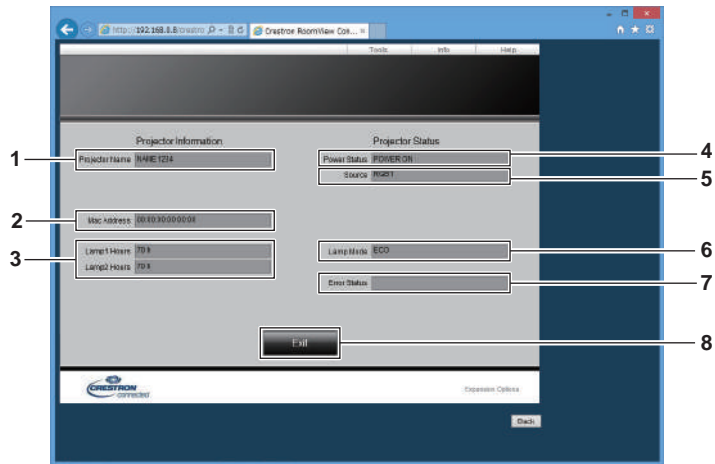 http://192.168.8.8/crestro
Crestron RoomView Con...
Tools Info Help
Projector Information
Projector Status
1
Projector Name NAME1234
Power Status POWER ON
4
Source RGB1
5
2
Mac Address 00:00:00:00:00:00
3
Lamp1 Hours 70 H
Lamp2 Hours 70 H
Lamp Mode ECO
6
Error Status
7
Exit
8
CRESTRON
connected
Expansion Options
Back